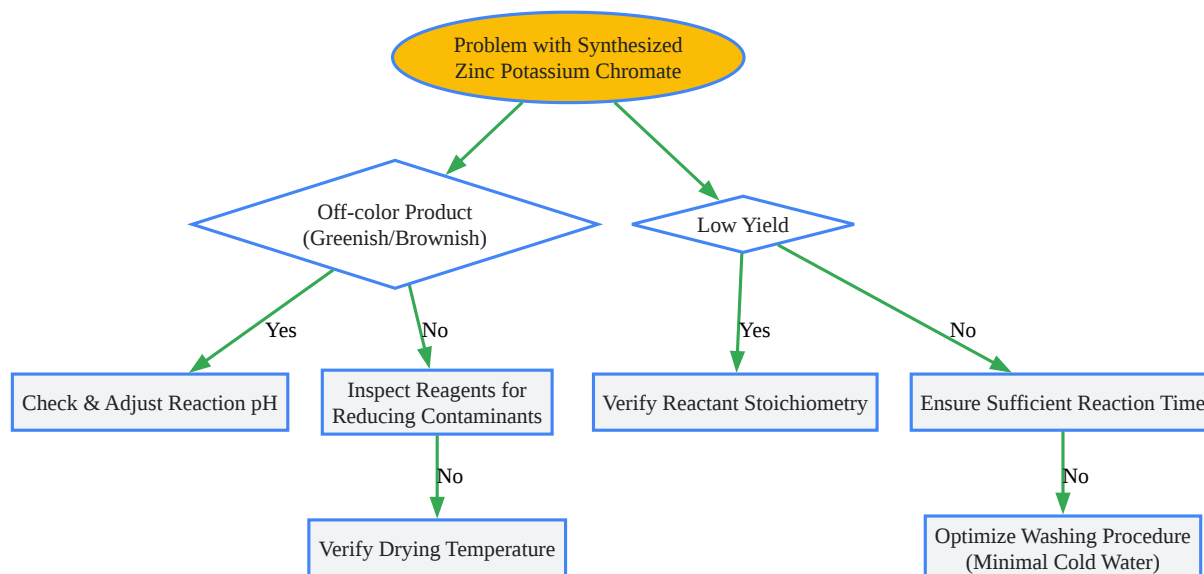 Problem with Synthesized
Zinc Potassium Chromate
Off-color Product
(Greenish/Brownish)
Low Yield
Yes
No
Yes
No
Check & Adjust Reaction pH
Inspect Reagents for
Reducing Contaminants
Verify Reactant Stoichiometry
Ensure Sufficient Reaction Time
No
No
Verify Drying Temperature
Optimize Washing Procedure
(Minimal Cold Water)